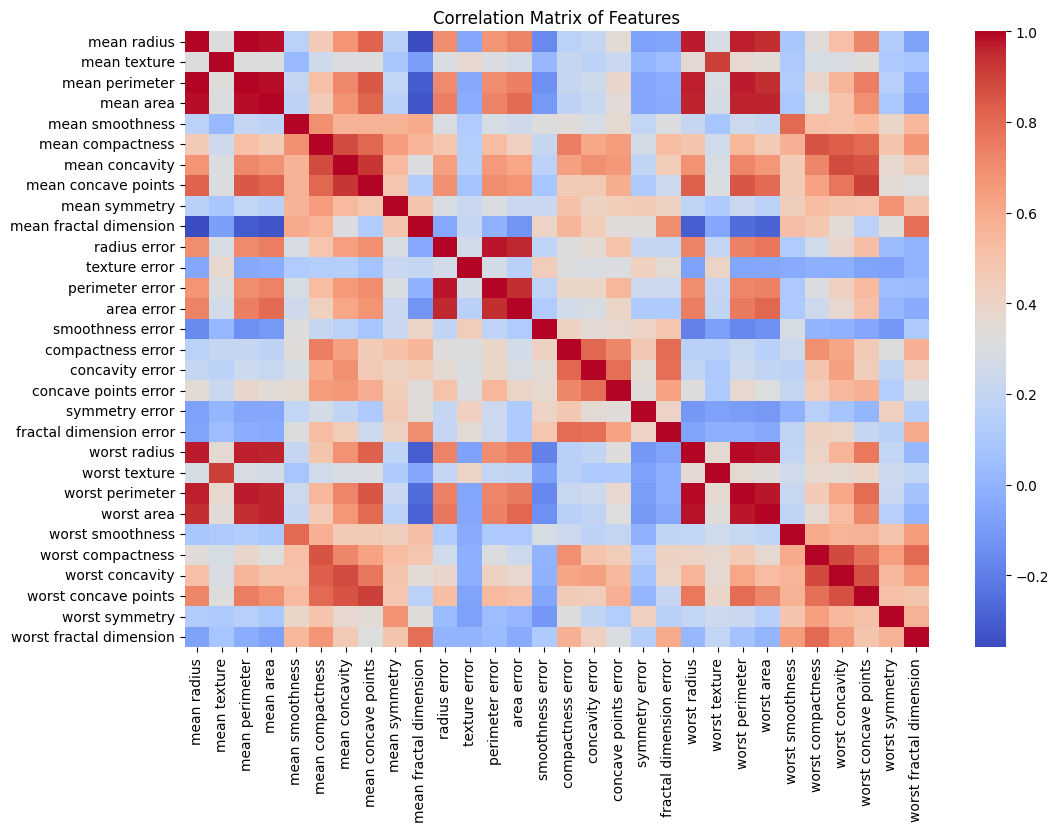 Correlation Matrix of Features
mean radius
mean texture
mean perimeter
mean area
mean smoothness
mean compactness
mean concavity
mean concave points
mean symmetry
mean fractal dimension
radius error
texture error
perimeter error
area error
smoothness error
compactness error
concavity error
concave points error
symmetry error
fractal dimension error
worst radius
worst texture
worst perimeter
worst area
worst smoothness
worst compactness
worst concavity
worst concave points
worst symmetry
worst fractal dimension
mean radius
mean texture
mean perimeter
mean area
mean smoothness
mean compactness
mean concavity
mean concave points
mean symmetry
mean fractal dimension
radius error
texture error
perimeter error
area error
smoothness error
compactness error
concavity error
concave points error
symmetry error
fractal dimension error
worst radius
worst texture
worst perimeter
worst area
worst smoothness
worst compactness
worst concavity
worst concave points
worst symmetry
worst fractal dimension
1.0
0.8
0.6
0.4
0.2
0.0
−0.2